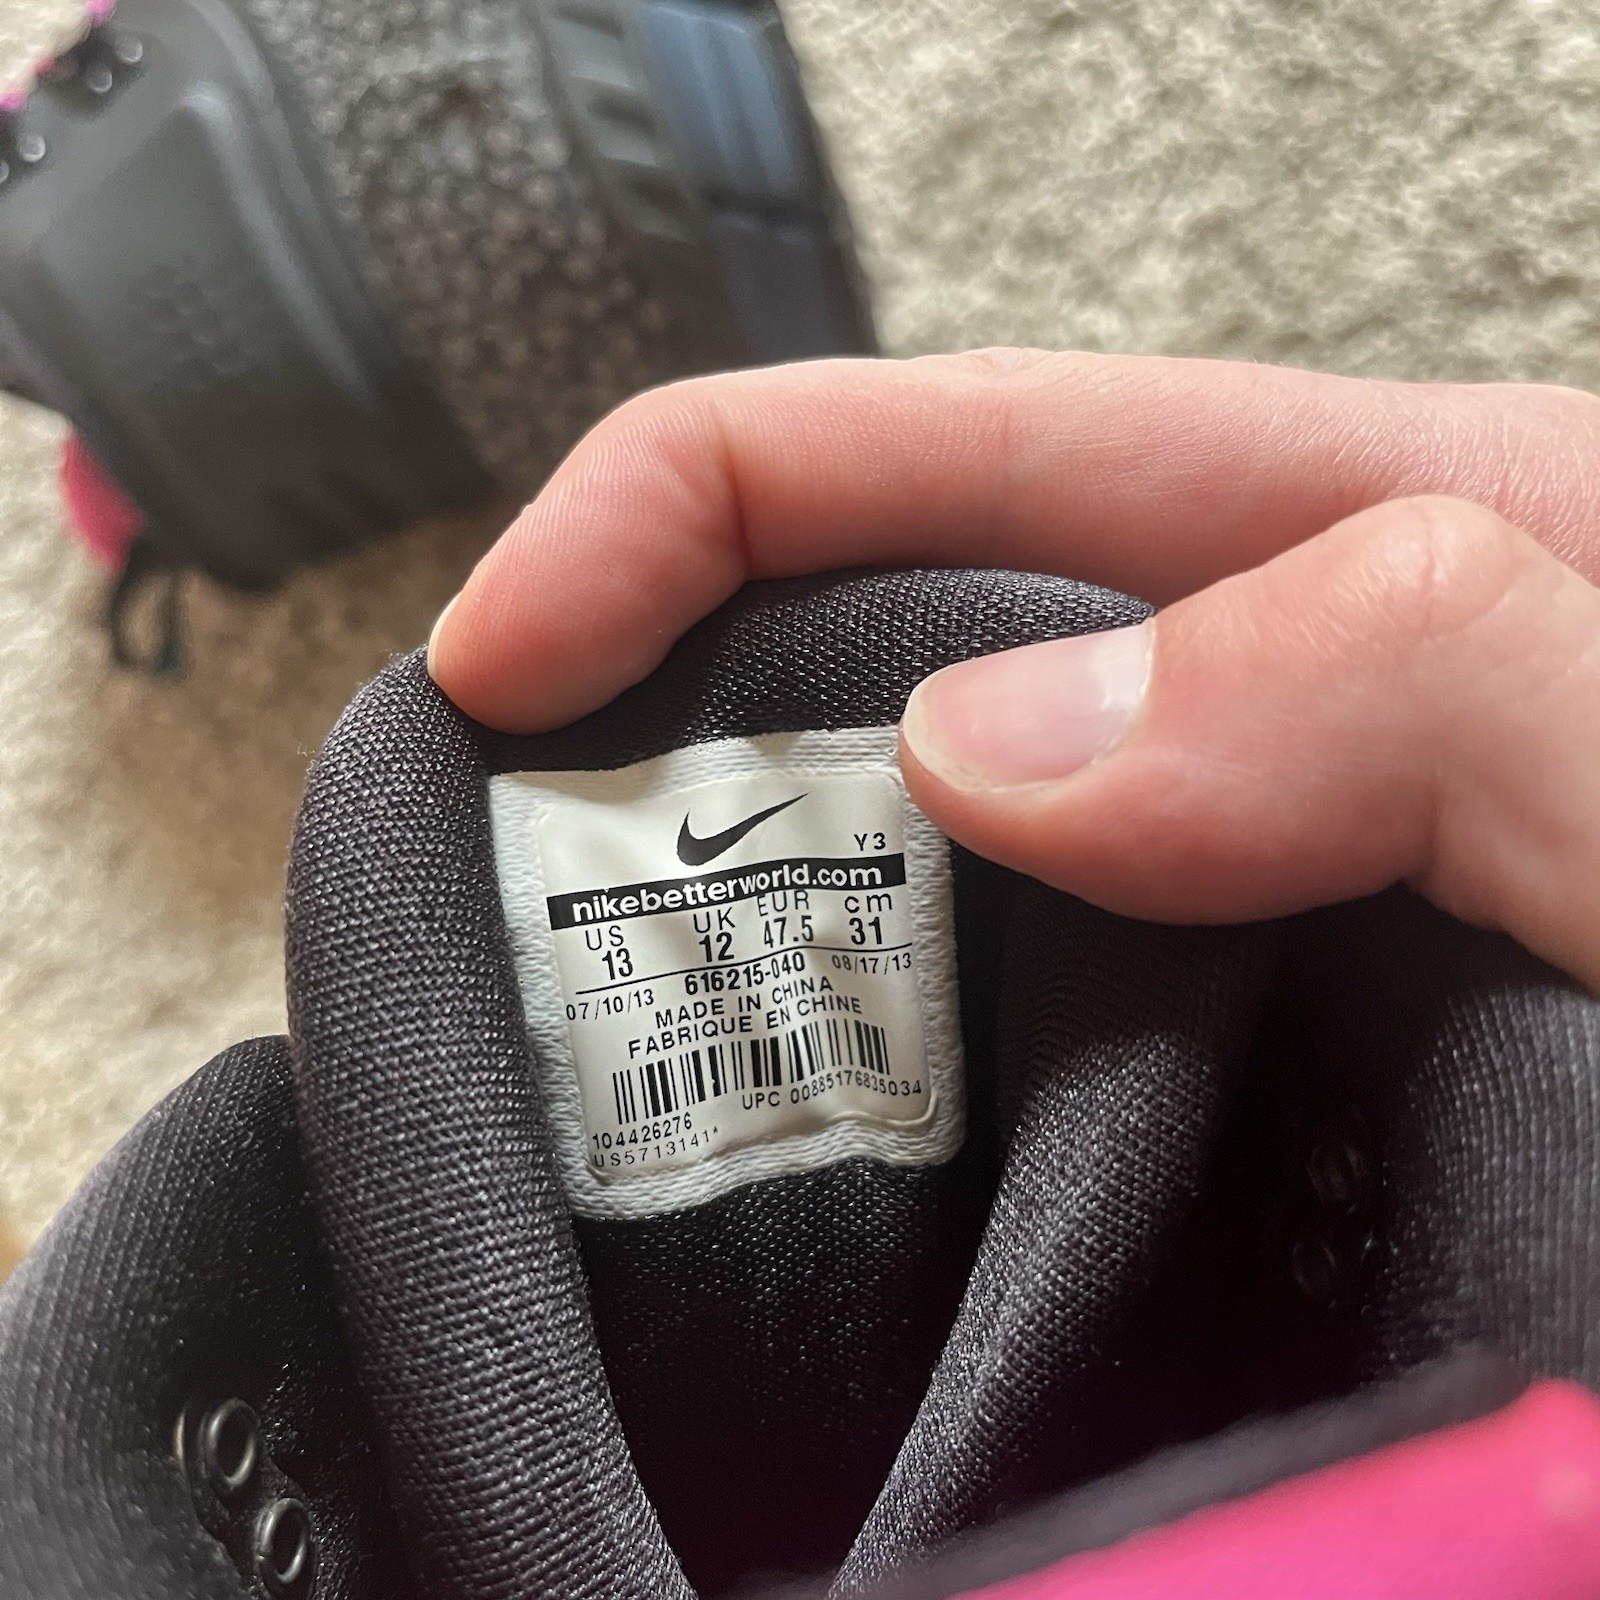 Y3
nikebetterworld.com
US UK EUR cm
13 12 47.5 31
07/10/13 616215-040 08/17/13
MADE IN CHINA
FABRIQUE EN CHINE
UPC 00885176835034
104426276
US5713141*